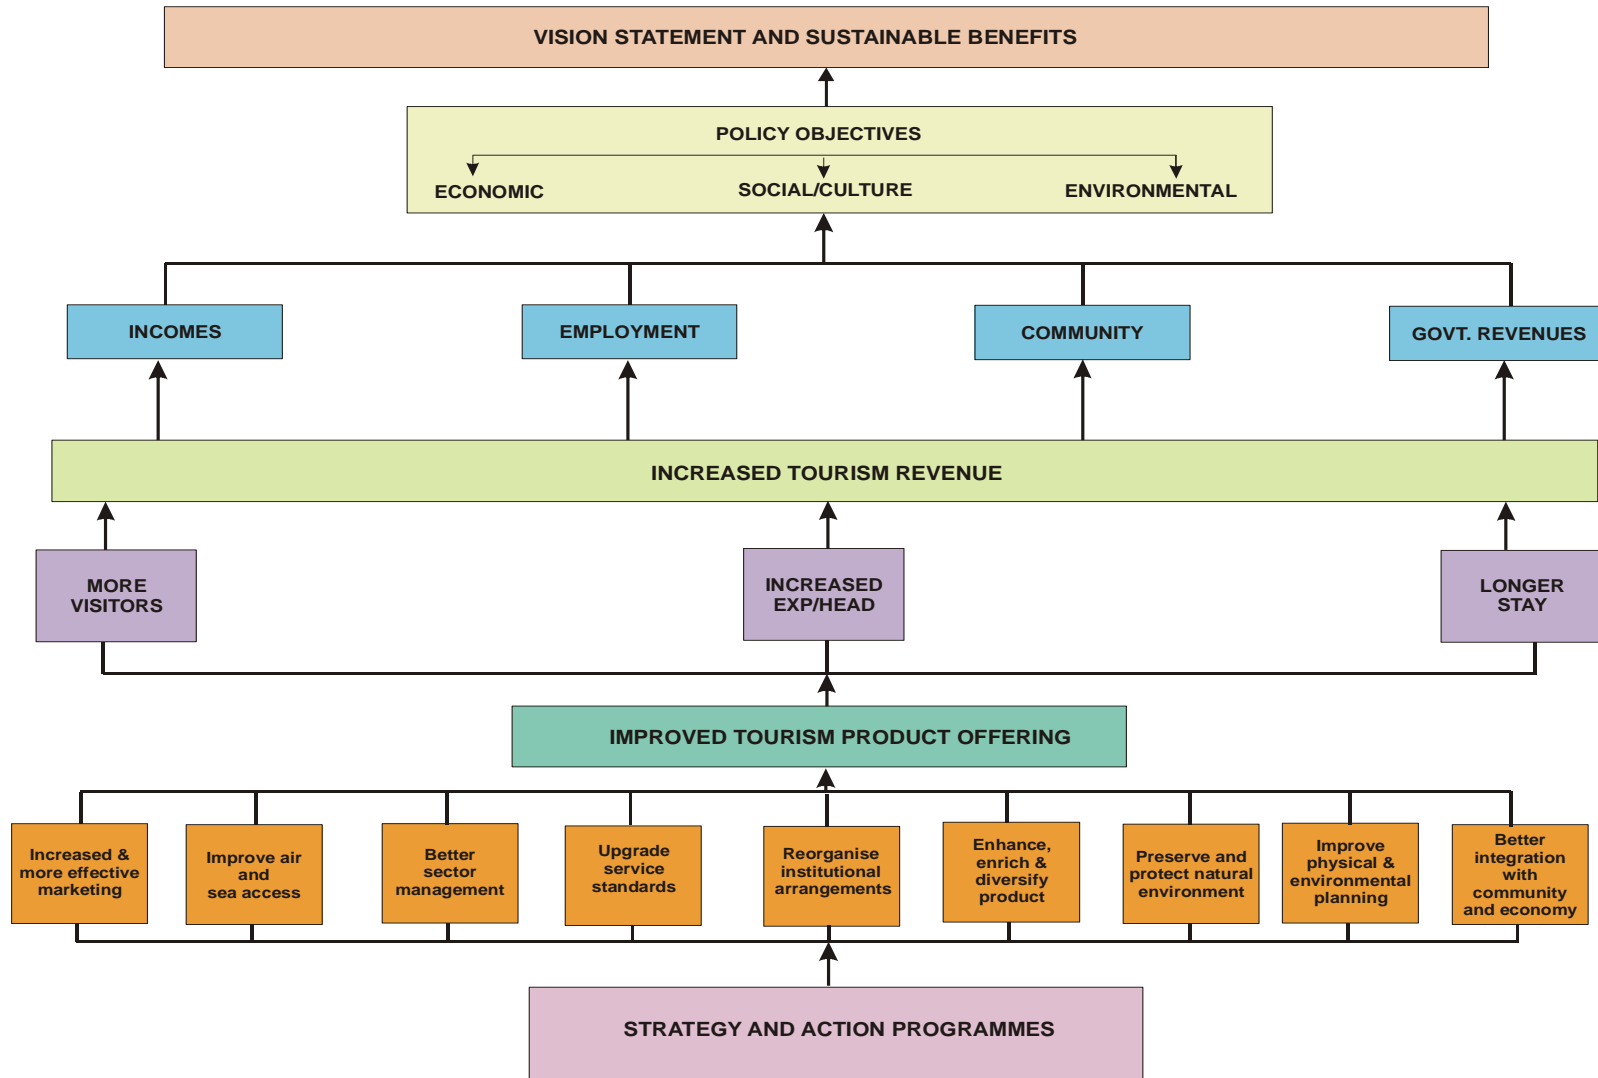 VISION STATEMENT AND SUSTAINABLE BENEFITS
POLICY OBJECTIVES
ECONOMIC
SOCIAL/CULTURE
ENVIRONMENTAL
INCOMES
EMPLOYMENT
COMMUNITY
GOVT. REVENUES
INCREASED TOURISM REVENUE
MORE
VISITORS
INCREASED
EXP/HEAD
LONGER
STAY
IMPROVED TOURISM PRODUCT OFFERING
Increased &
more effective
marketing
Improve air
and
sea access
Better
sector
management
Upgrade
service
standards
Reorganise
institutional
arrangements
Enhance,
enrich &
diversify
product
Preserve and
protect natural
environment
Improve
physical &
environmental
planning
Better
integration
with
community
and economy
STRATEGY AND ACTION PROGRAMMES